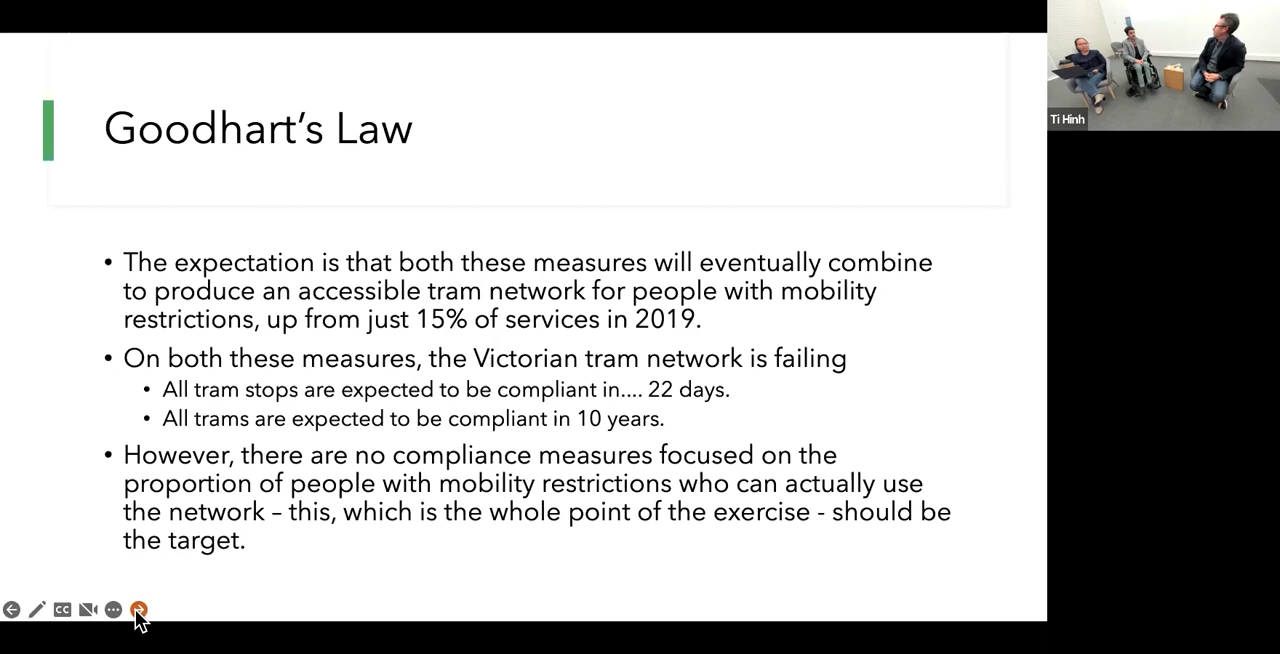 Goodhart’s Law
• The expectation is that both these measures will eventually combine
to produce an accessible tram network for people with mobility
restrictions, up from just 15% of services in 2019.
• On both these measures, the Victorian tram network is failing
• All tram stops are expected to be compliant in.... 22 days.
• All trams are expected to be compliant in 10 years.
• However, there are no compliance measures focused on the
proportion of people with mobility restrictions who can actually use
the network – this, which is the whole point of the exercise - should be
the target.
CC
Ti Hinh